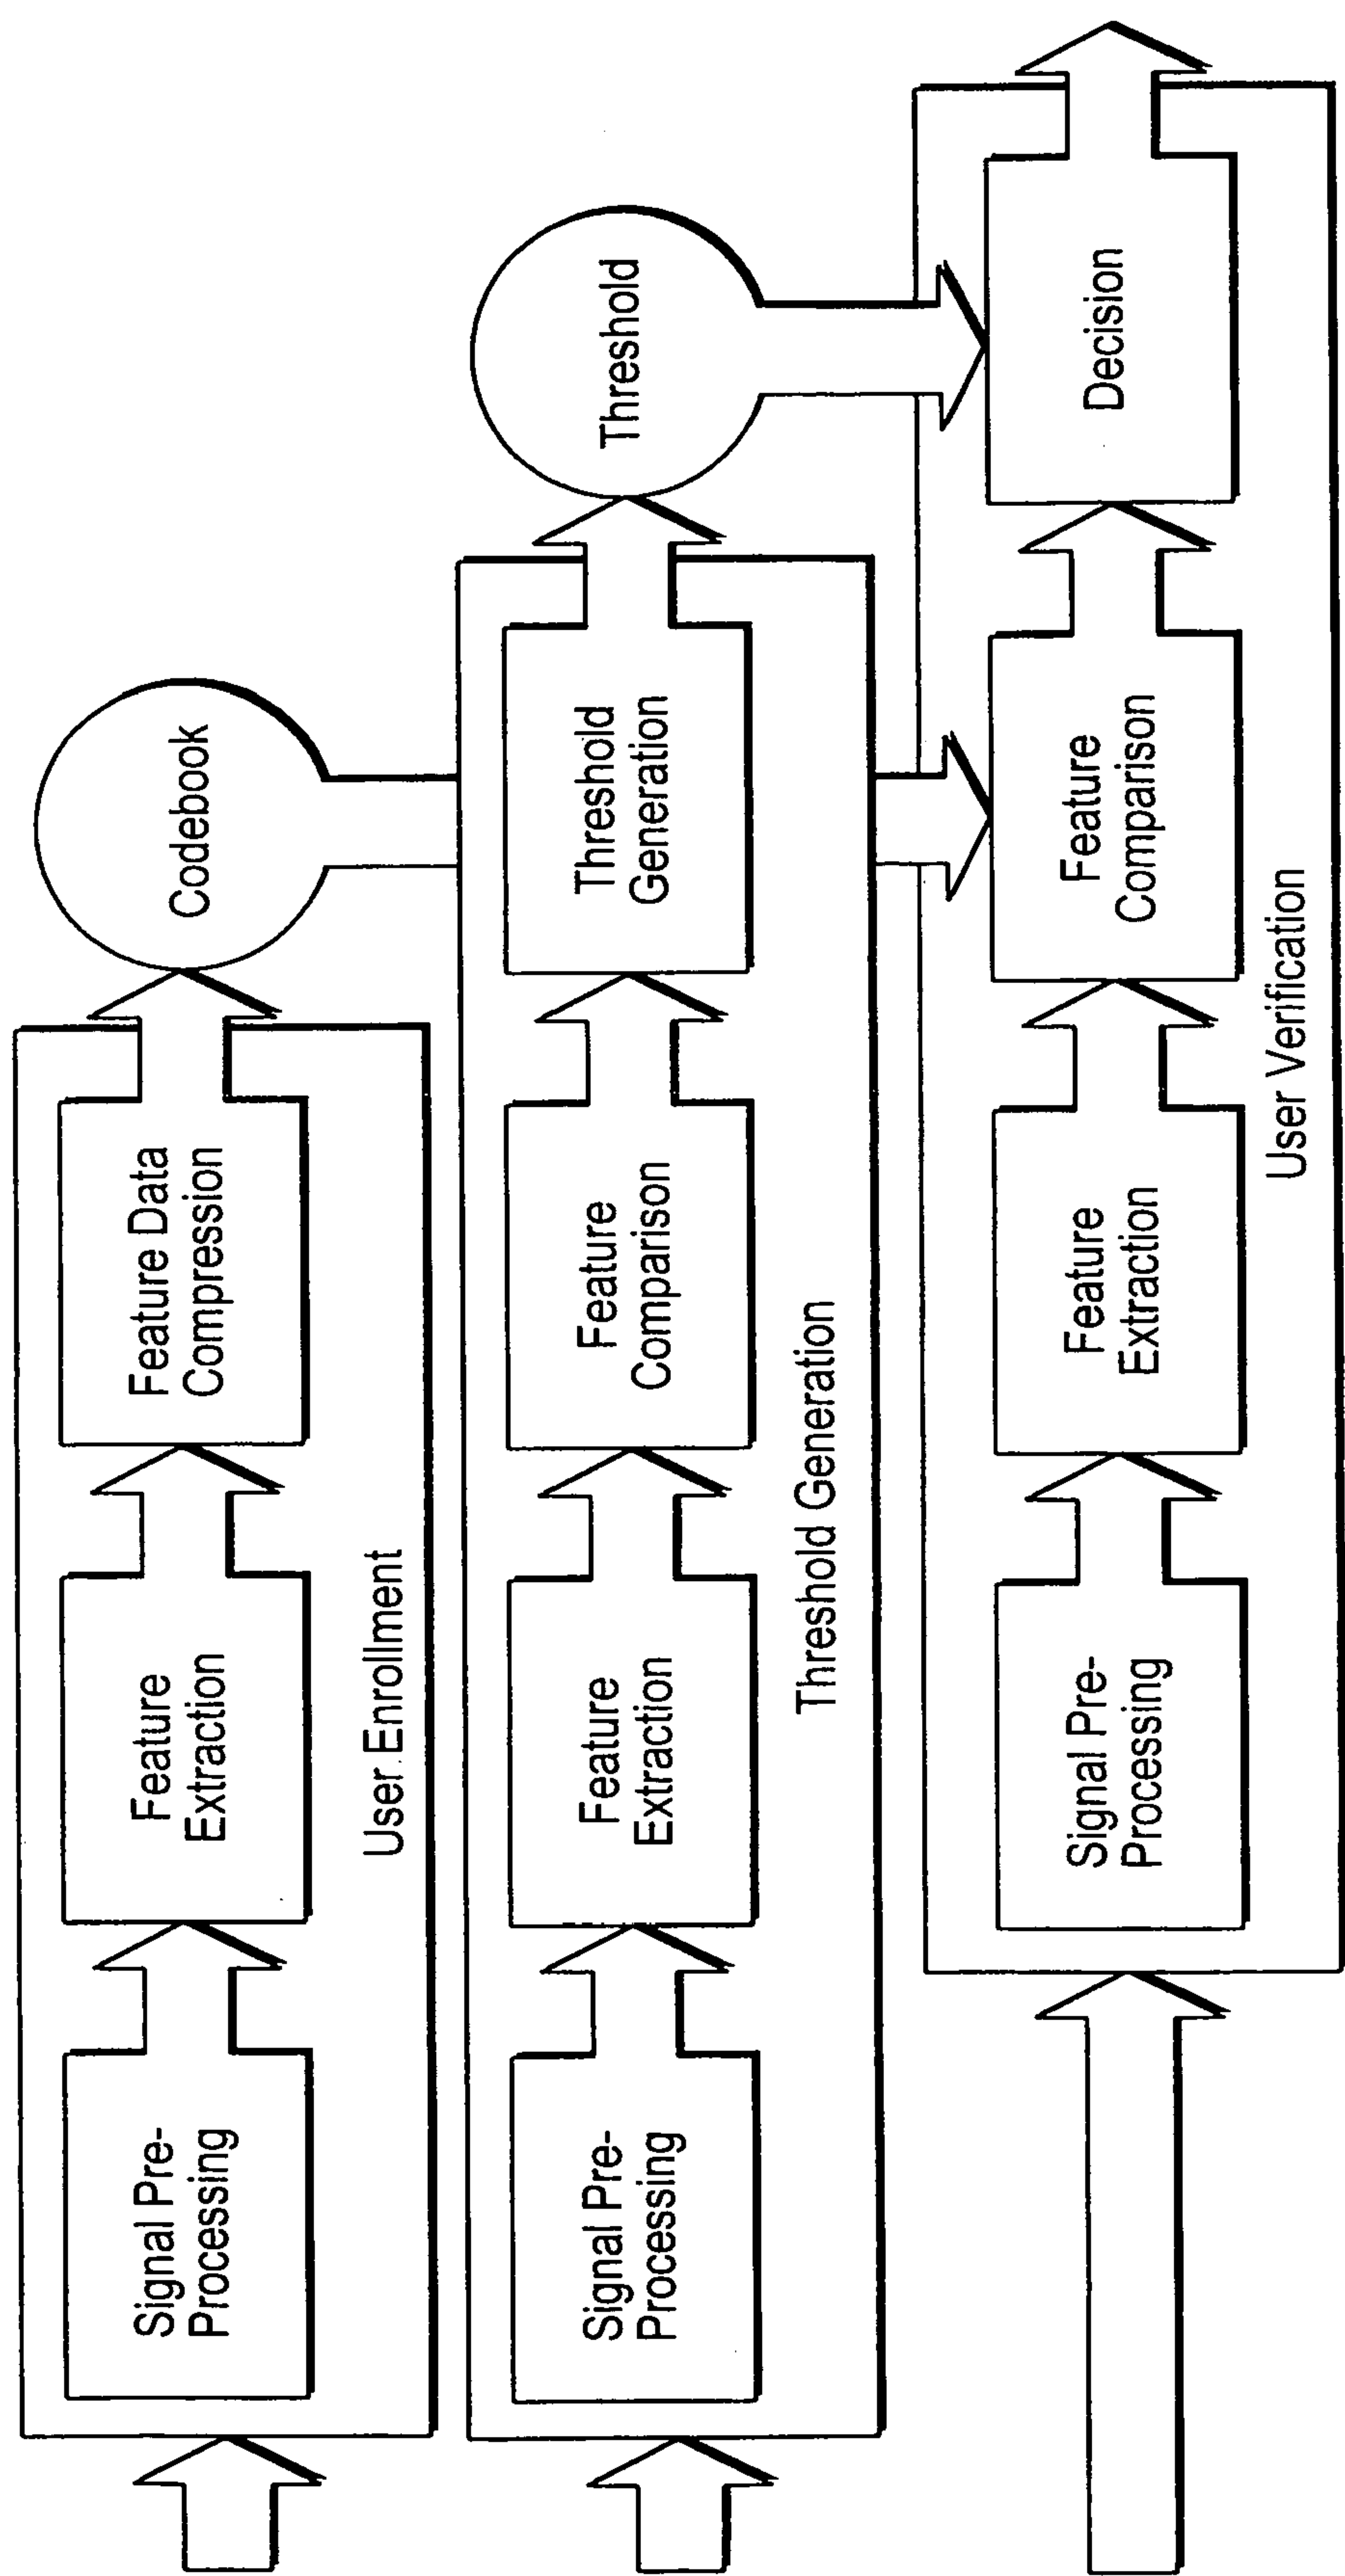 Signal Pre-
Processing
Feature
Extraction
Feature Data
Compression
Codebook
User Enrollment
Signal Pre-
Processing
Feature
Extraction
Feature
Comparison
Threshold
Generation
Threshold
Threshold Generation
Signal Pre-
Processing
Feature
Extraction
Feature
Comparison
Decision
User Verification